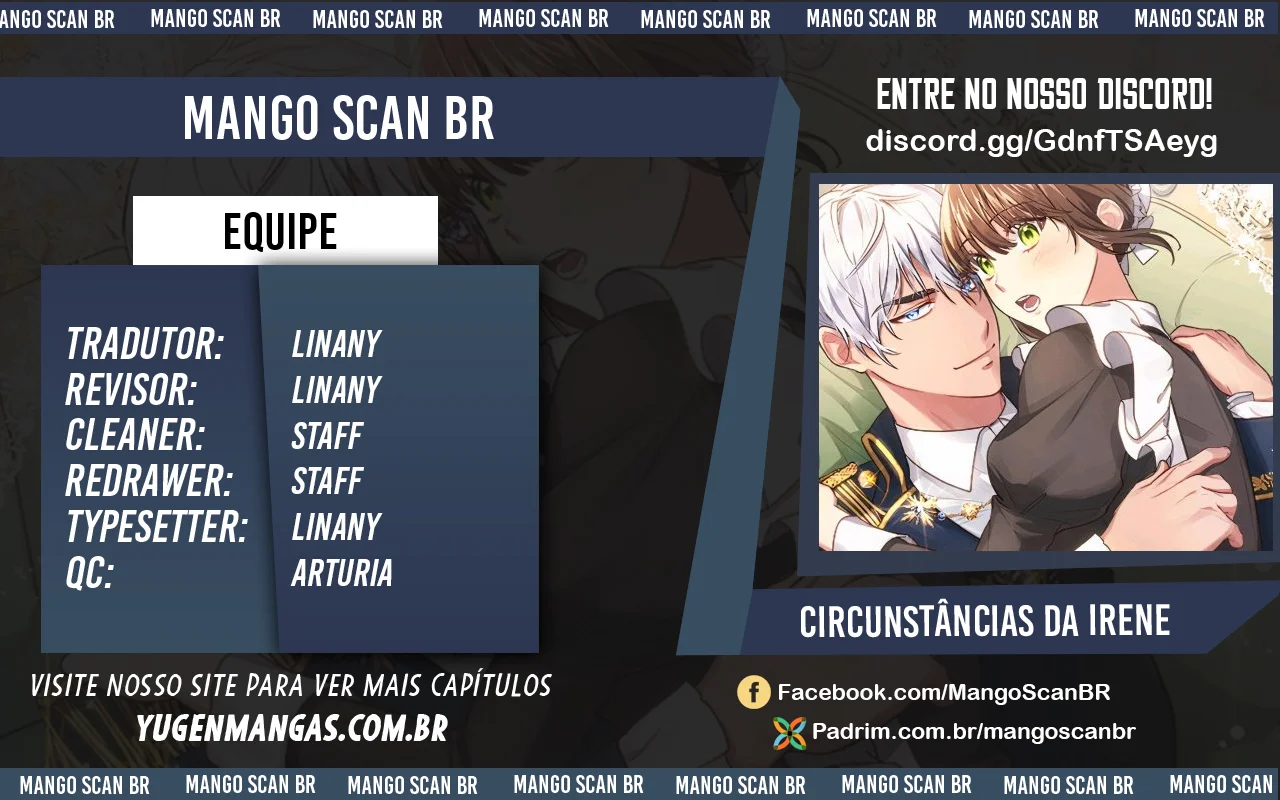 ANGO SCAN BR MANGO SCAN BR MANGO SCAN BR MANGO SCAN BR MANGO SCAN BR MANGO SCAN BR MANGO SCAN BR MANGO SCAN BR
MANGO SCAN BR
ENTRE NO NOSSO DISCORD!
discord.gg/GdnfTSAeyg
EQUIPE
TRADUTOR: LINANY
REVISOR: LINANY
CLEANER: STAFF
REDRAWER: STAFF
TYPESETTER: LINANY
QC: ARTURIA
CIRCUNSTÂNCIAS DA IRENE
VISITE NOSSO SITE PARA VER MAIS CAPÍTULOS
YUGENMANGAS.COM.BR
f Facebook.com/MangoScanBR
Padrim.com.br/mangoscanbr
MANGO SCAN BR MANGO SCAN BR MANGO SCAN BR MANGO SCAN BR MANGO SCAN BR MANGO SCAN BR MANGO SCAN BR MANGO SCAN